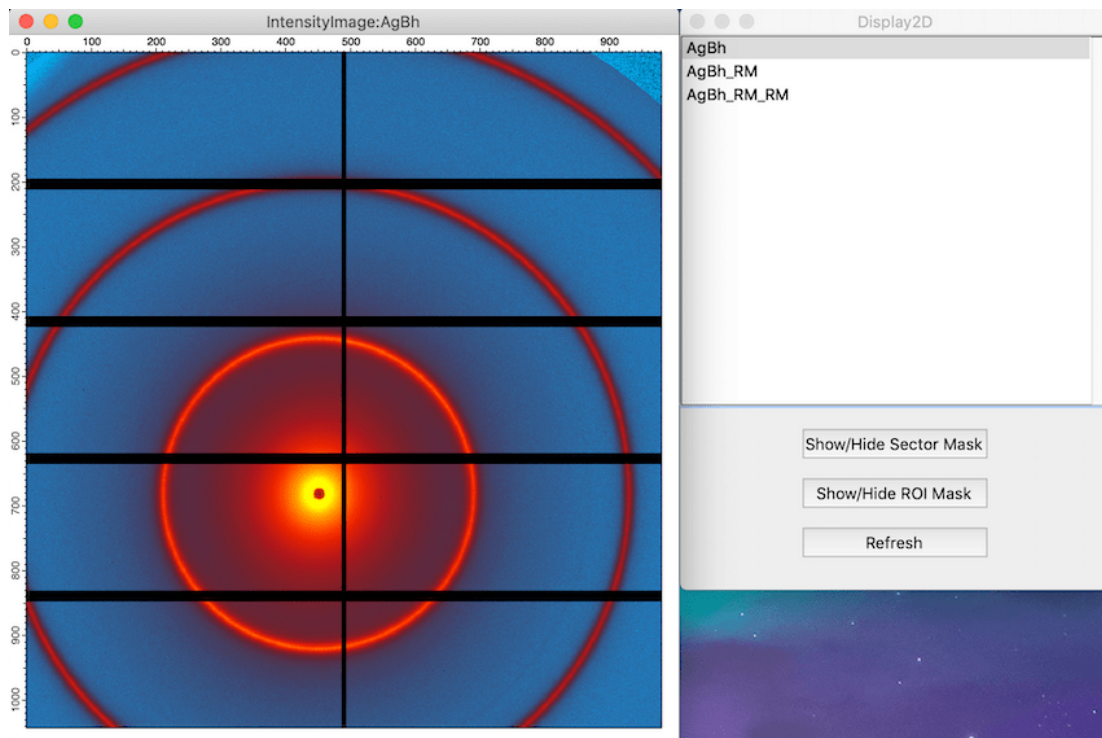 IntensityImage:AgBh
0 100 200 300 400 500 600 700 800 900
0
100
200
300
400
500
600
700
800
900
1000
Display2D
AgBh
AgBh_RM
AgBh_RM_RM
Show/Hide Sector Mask
Show/Hide ROI Mask
Refresh